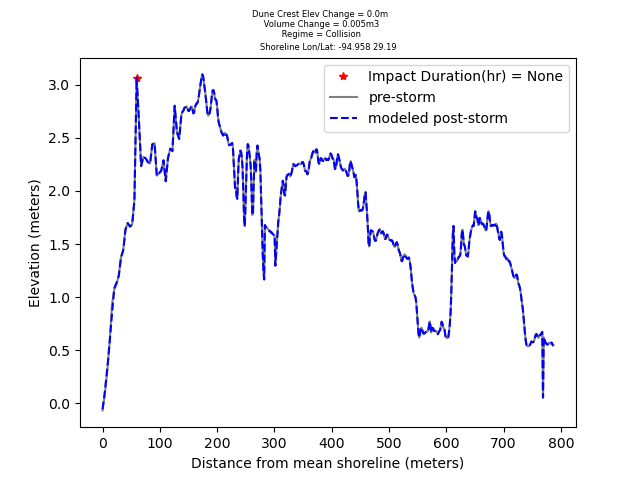 Dune Crest Elev Change = 0.0m
Volume Change = 0.005m3
Regime = Collision
Shoreline Lon/Lat: -94.958 29.19
Impact Duration(hr) = None
pre-storm
modeled post-storm
3.0
2.5
2.0
1.5
1.0
0.5
0.0
Elevation (meters)
0 100 200 300 400 500 600 700 800
Distance from mean shoreline (meters)